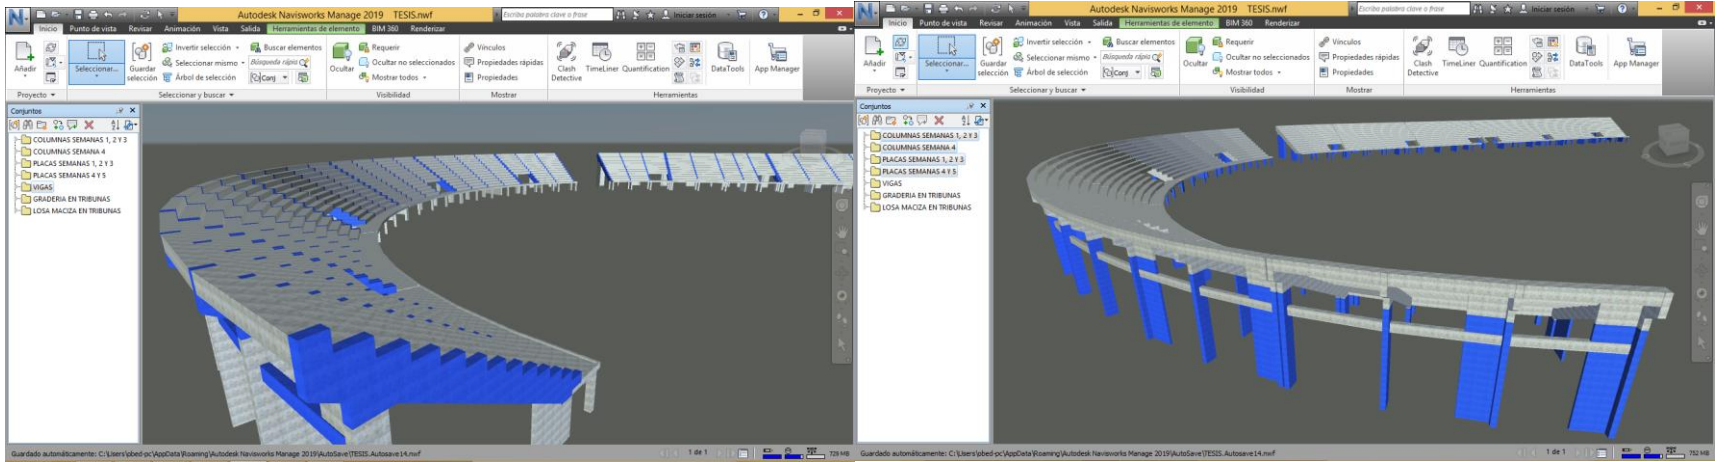 Autodesk Navisworks Manage 2019 TESIS.nwf
Escriba palabra clave o frase
Iniciar sesión
Inicio Punto de vista Revisar Animación Vista Salida Herramientas de elemento BIM 360 Renderizar
Añadir
Seleccionar...
Guardar selección
Invertir selección
Seleccionar mismo
Árbol de selección
Buscar elementos
Búsqueda rápida
Conj
Ocultar
Requerir
Ocultar no seleccionados
Mostrar todos
Vínculos
Propiedades rápidas
Propiedades
Clash Detective
TimeLiner
Quantification
DataTools
App Manager
Proyecto
Seleccionar y buscar
Visibilidad
Mostrar
Herramientas
Conjuntos
COLUMNAS SEMANAS 1, 2 Y 3
COLUMNAS SEMANA 4
PLACAS SEMANAS 1, 2 Y 3
PLACAS SEMANAS 4 Y 5
VIGAS
GRADERIA EN TRIBUNAS
LOSA MACIZA EN TRIBUNAS
Guardado automáticamente: C:\Users\pbed-pc\AppData\Roaming\Autodesk Navisworks Manage 2019\AutoSave\TESIS.Autosave14.nwf
1 de 1
729 MB
Autodesk Navisworks Manage 2019 TESIS.nwf
Escriba palabra clave o frase
Iniciar sesión
Inicio Punto de vista Revisar Animación Vista Salida Herramientas de elemento BIM 360 Renderizar
Añadir
Seleccionar...
Guardar selección
Invertir selección
Seleccionar mismo
Árbol de selección
Buscar elementos
Búsqueda rápida
Conj
Ocultar
Requerir
Ocultar no seleccionados
Mostrar todos
Vínculos
Propiedades rápidas
Propiedades
Clash Detective
TimeLiner
Quantification
DataTools
App Manager
Proyecto
Seleccionar y buscar
Visibilidad
Mostrar
Herramientas
Conjuntos
COLUMNAS SEMANAS 1, 2 Y 3
COLUMNAS SEMANA 4
PLACAS SEMANAS 1, 2 Y 3
PLACAS SEMANAS 4 Y 5
VIGAS
GRADERIA EN TRIBUNAS
LOSA MACIZA EN TRIBUNAS
Guardado automáticamente: C:\Users\pbed-pc\AppData\Roaming\Autodesk Navisworks Manage 2019\AutoSave\TESIS.Autosave14.nwf
1 de 1
752 MB